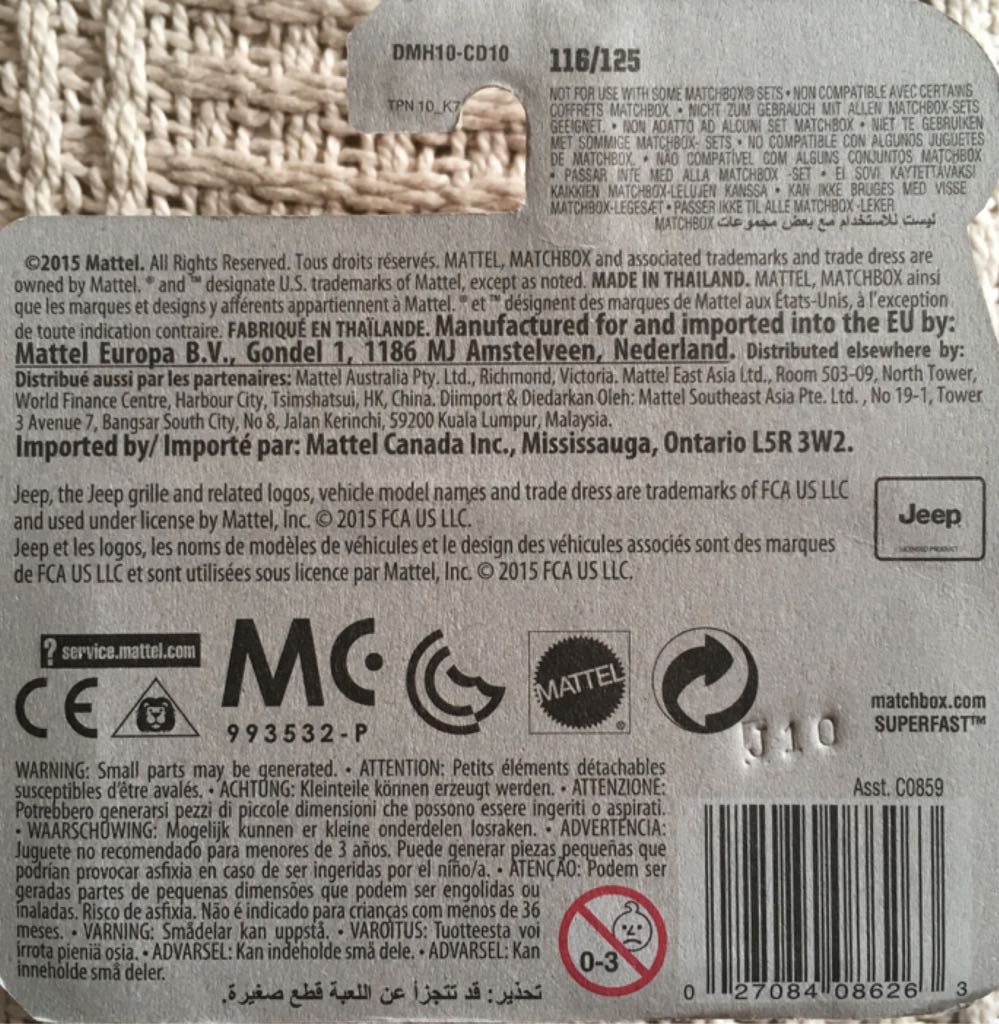 DMH10-CD10
116/125
TPN 10_K7
NOT FOR USE WITH SOME MATCHBOX® SETS • NON COMPATIBLE AVEC CERTAINS
COFFRETS MATCHBOX • NICHT ZUM GEBRAUCH MIT ALLEN MATCHBOX-SETS
GEEIGNET. • NON ADATTO AD ALCUNI SET MATCHBOX • NIET TE GEBRUIKEN
MET SOMMIGE MATCHBOX- SETS • NO COMPATIBLE CON ALGUNOS JUGUETES
DE MATCHBOX. • NÃO COMPATÍVEL COM ALGUNS CONJUNTOS MATCHBOX
• PASSAR INTE MED ALLA MATCHBOX -SET • EI SOVI KÄYTETTÄVÄKSI
KAIKKIEN MATCHBOX-LELUJEN KANSSA • KAN IKKE BRUGES MED VISSE
MATCHBOX-LEGESÆT • PASSER IKKE TIL ALLE MATCHBOX -LEKER
ليست للاستخدام مع بعض مجموعات MATCHBOX
©2015 Mattel. All Rights Reserved. Tous droits réservés. MATTEL, MATCHBOX and associated trademarks and trade dress are
owned by Mattel. ® and ™ designate U.S. trademarks of Mattel, except as noted. MADE IN THAILAND. MATTEL, MATCHBOX ainsi
que les marques et designs y afférents appartiennent à Mattel. ® et ™ désignent des marques de Mattel aux États-Unis, à l'exception
de toute indication contraire. FABRIQUÉ EN THAÏLANDE. Manufactured for and imported into the EU by:
Mattel Europa B.V., Gondel 1, 1186 MJ Amstelveen, Nederland. Distributed elsewhere by:
Distribué aussi par les partenaires: Mattel Australia Pty. Ltd., Richmond, Victoria. Mattel East Asia Ltd., Room 503-09, North Tower,
World Finance Centre, Harbour City, Tsimshatsui, HK, China. Diimport & Diedarkan Oleh: Mattel Southeast Asia Pte. Ltd. , No 19-1, Tower
3 Avenue 7, Bangsar South City, No 8, Jalan Kerinchi, 59200 Kuala Lumpur, Malaysia.
Imported by/ Importé par: Mattel Canada Inc., Mississauga, Ontario L5R 3W2.
Jeep, the Jeep grille and related logos, vehicle model names and trade dress are trademarks of FCA US LLC
and used under license by Mattel, Inc. © 2015 FCA US LLC.
Jeep et les logos, les noms de modèles de véhicules et le design des véhicules associés sont des marques
de FCA US LLC et sont utilisées sous licence par Mattel, Inc. © 2015 FCA US LLC.
Jeep
LICENSED PRODUCT
? service.mattel.com
CE
MC
993532-P
MATTEL
®
J10
matchbox.com
SUPERFAST™
WARNING: Small parts may be generated. • ATTENTION: Petits éléments détachables
susceptibles d'être avalés. • ACHTUNG: Kleinteile können erzeugt werden. • ATTENZIONE:
Potrebbero generarsi pezzi di piccole dimensioni che possono essere ingeriti o aspirati.
• WAARSCHUWING: Mogelijk kunnen er kleine onderdelen losraken. • ADVERTENCIA:
Juguete no recomendado para menores de 3 años. Puede generar piezas pequeñas que
podrían provocar asfixia en caso de ser ingeridas por el niño/a. • ATENÇÃO: Podem ser
geradas partes de pequenas dimensões que podem ser engolidas ou
inaladas. Risco de asfixia. Não é indicado para crianças com menos de 36
meses. • VARNING: Smådelar kan uppstå. • VAROITUS: Tuotteesta voi
irrota pieniä osia. • ADVARSEL: Kan indeholde små dele. • ADVARSEL: Kan
inneholde små deler.
تحذير: قد تتجزأ عن اللعبة قطع صغيرة.
0-3
Asst. C0859
0 27084 08626 3